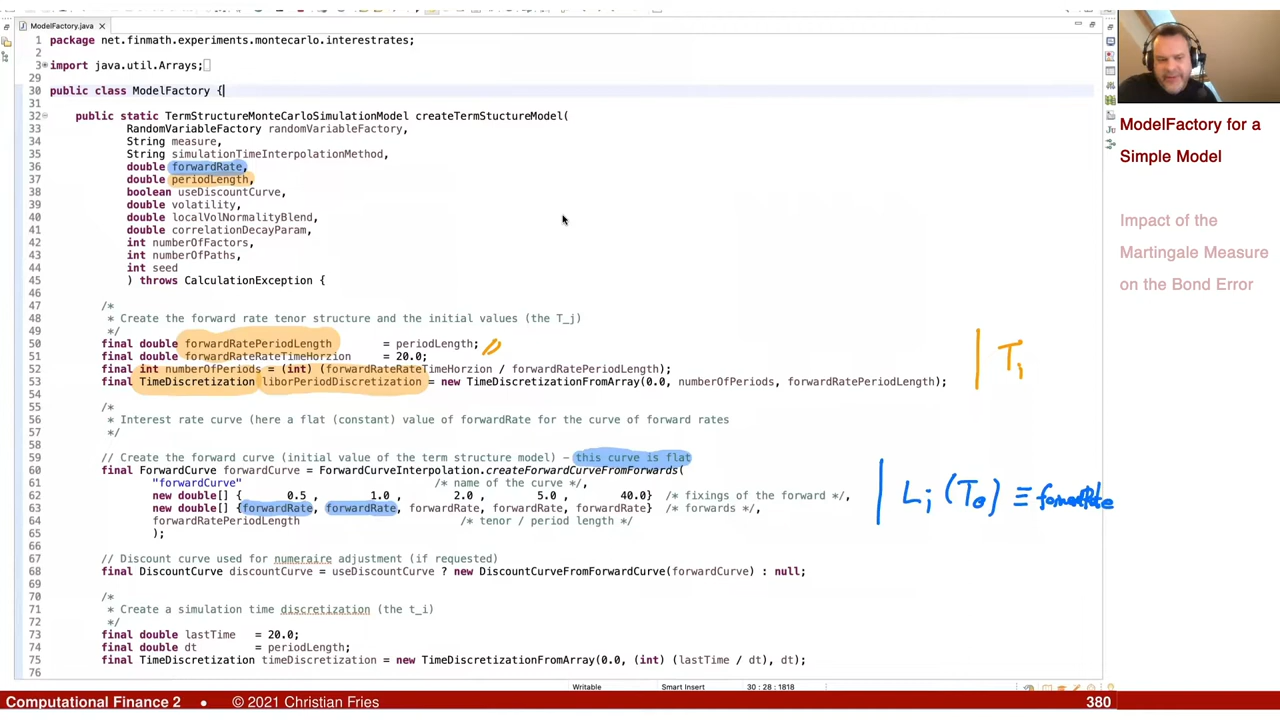 ModelFactory.java
1 package net.finmath.experiments.montecarlo.interestrates;
2
3 import java.util.Arrays;
29
30 public class ModelFactory {
31
32 public static TermStructureMonteCarloSimulationModel createTermStuctureModel(
33 RandomVariableFactory randomVariableFactory,
34 String measure,
35 String simulationTimeInterpolationMethod,
36 double forwardRate,
37 double periodLength,
38 boolean useDiscountCurve,
39 double volatility,
40 double localVolNormalityBlend,
41 double correlationDecayParam,
42 int numberOfFactors,
43 int numberOfPaths,
44 int seed
45 ) throws CalculationException {
46
47 /*
48 * Create the forward rate tenor structure and the initial values (the T_j)
49 */
50 final double forwardRatePeriodLength = periodLength;
51 final double forwardRateRateTimeHorzion = 20.0;
52 final int numberOfPeriods = (int) (forwardRateRateTimeHorzion / forwardRatePeriodLength);
53 final TimeDiscretization liborPeriodDiscretization = new TimeDiscretizationFromArray(0.0, numberOfPeriods, forwardRatePeriodLength);
54
55 /*
56 * Interest rate curve (here a flat (constant) value of forwardRate for the curve of forward rates
57 */
58
59 // Create the forward curve (initial value of the term structure model) – this curve is flat
60 final ForwardCurve forwardCurve = ForwardCurveInterpolation.createForwardCurveFromForwards(
61 "forwardCurve" /* name of the curve */,
62 new double[] { 0.5 , 1.0 , 2.0 , 5.0 , 40.0} /* fixings of the forward */,
63 new double[] {forwardRate, forwardRate, forwardRate, forwardRate, forwardRate} /* forwards */,
64 forwardRatePeriodLength /* tenor / period length */
65 );
66
67 // Discount curve used for numeraire adjustment (if requested)
68 final DiscountCurve discountCurve = useDiscountCurve ? new DiscountCurveFromForwardCurve(forwardCurve) : null;
69
70 /*
71 * Create a simulation time discretization (the t_i)
72 */
73 final double lastTime = 20.0;
74 final double dt = periodLength;
75 final TimeDiscretization timeDiscretization = new TimeDiscretizationFromArray(0.0, (int) (lastTime / dt), dt);
76
T_i
L_i (T_0) ≡ forwardRate
Writable Smart Insert 30 : 28 : 1818
ModelFactory for a
Simple Model
Impact of the
Martingale Measure
on the Bond Error
Computational Finance 2 • © 2021 Christian Fries 380